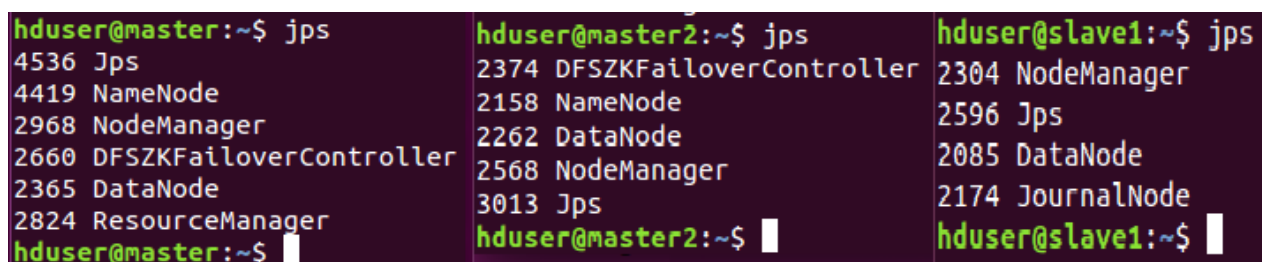 hduser@master:~$ jps
4536 Jps
4419 NameNode
2968 NodeManager
2660 DFSZKFailoverController
2365 DataNode
2824 ResourceManager
hduser@master:~$
hduser@master2:~$ jps
2374 DFSZKFailoverController
2158 NameNode
2262 DataNode
2568 NodeManager
3013 Jps
hduser@master2:~$
hduser@slave1:~$ jps
2304 NodeManager
2596 Jps
2085 DataNode
2174 JournalNode
hduser@slave1:~$